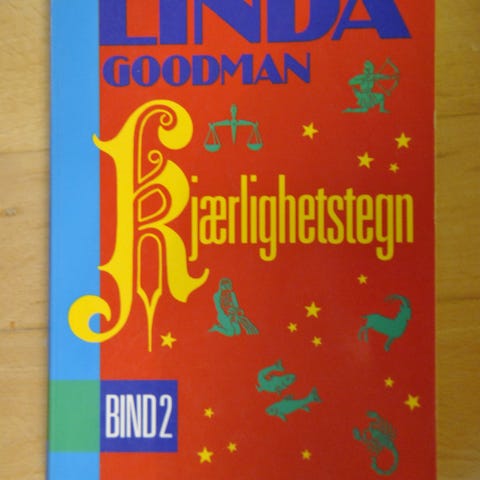 LINDA
GOODMAN
Kjærlighetstegn
BIND 2